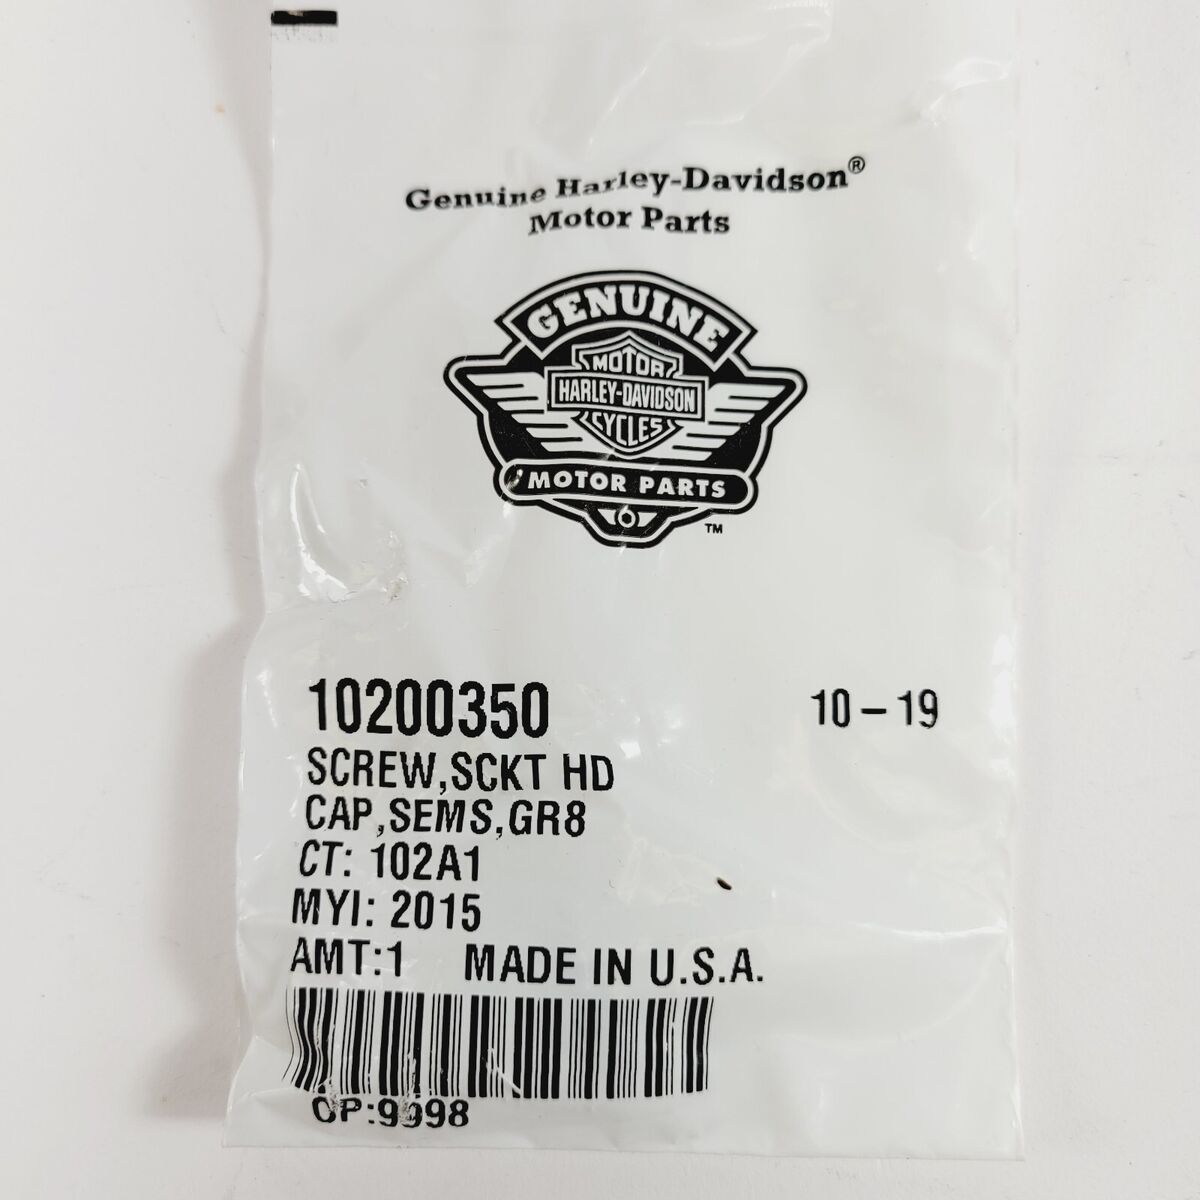 Genuine Harley-Davidson®
Motor Parts
GENUINE
MOTOR
HARLEY-DAVIDSON
CYCLES
MOTOR PARTS
TM
10200350 10-19
SCREW,SCKT HD
CAP,SEMS,GR8
CT: 102A1
MYI: 2015
AMT:1 MADE IN U.S.A.
OP:9998